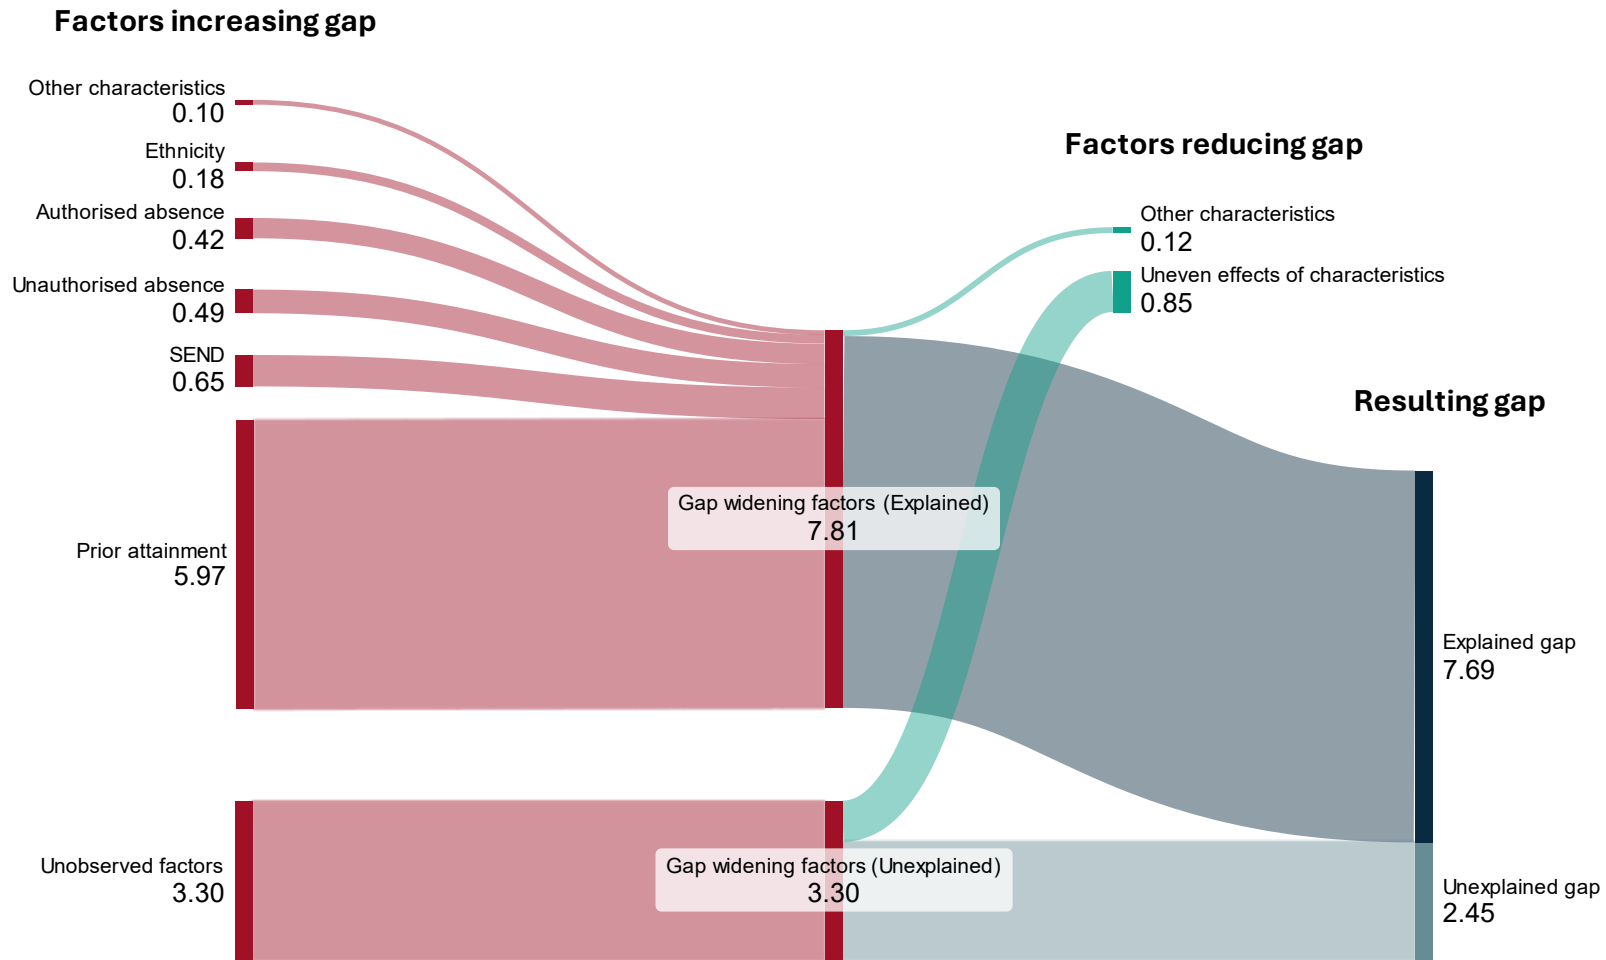 Factors increasing gap
Other characteristics
0.10
Ethnicity
0.18
Authorised absence
0.42
Unauthorised absence
0.49
SEND
0.65
Prior attainment
5.97
Unobserved factors
3.30
Gap widening factors (Explained)
7.81
Gap widening factors (Unexplained)
3.30
Factors reducing gap
Other characteristics
0.12
Uneven effects of characteristics
0.85
Resulting gap
Explained gap
7.69
Unexplained gap
2.45